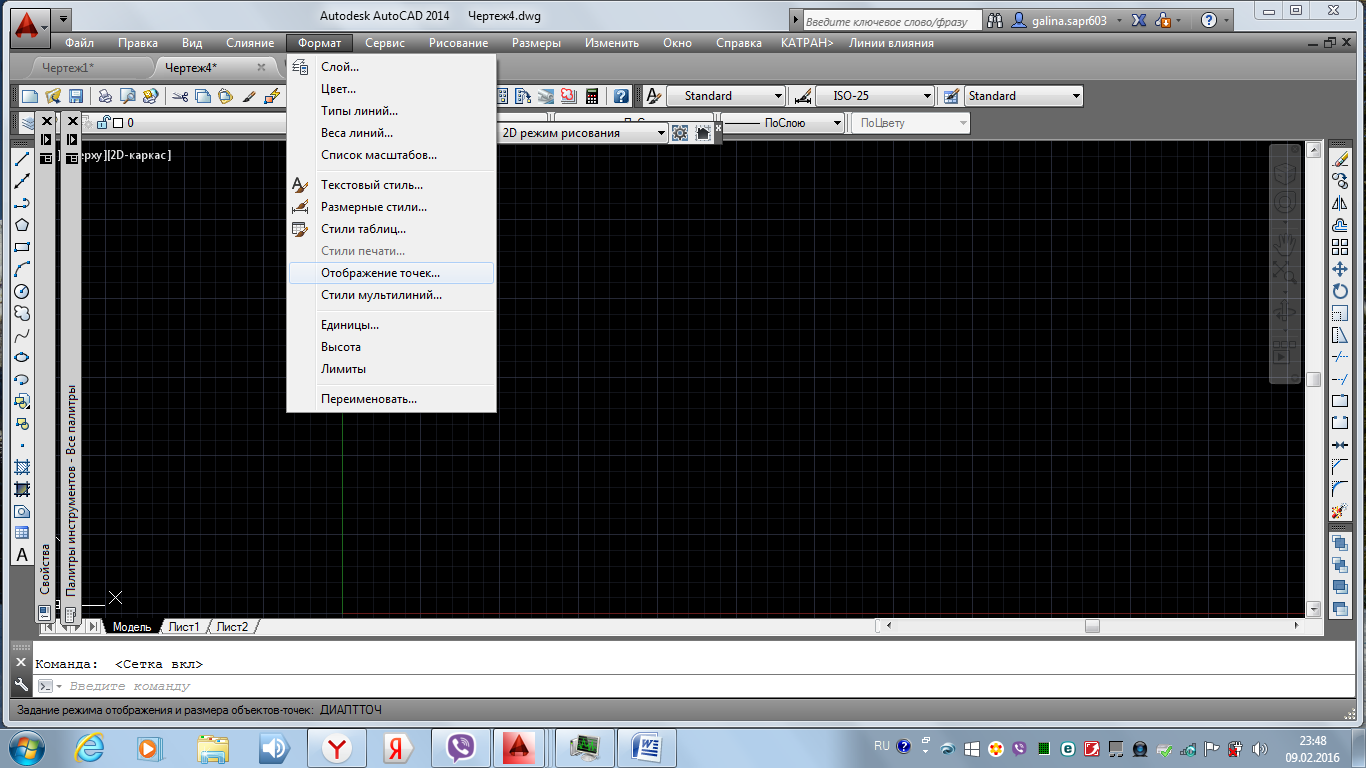 Autodesk AutoCAD 2014 Чертеж4.dwg
Введите ключевое слово/фразу
galina.sapr603
Файл Правка Вид Слияние Формат Сервис Рисование Размеры Изменить Окно Справка КАТРАН> Линии влияния
Чертеж1*
Чертеж4*
Слой...
Цвет...
Типы линий...
Веса линий...
Список масштабов...
Текстовый стиль...
Размерные стили...
Стили таблиц...
Стили печати...
Отображение точек...
Стили мультилиний...
Единицы...
Высота
Лимиты
Переименовать...
Standard
ISO-25
Standard
0
ПоСлою
ПоЦвету
2D режим рисования
][2D-каркас]
Свойства
Палитры инструментов - Все палитры
Модель Лист1 Лист2
Команда: <Сетка вкл>
Введите команду
Задание режима отображения и размера объектов-точек: ДИАЛТТОЧ
RU
23:48
09.02.2016